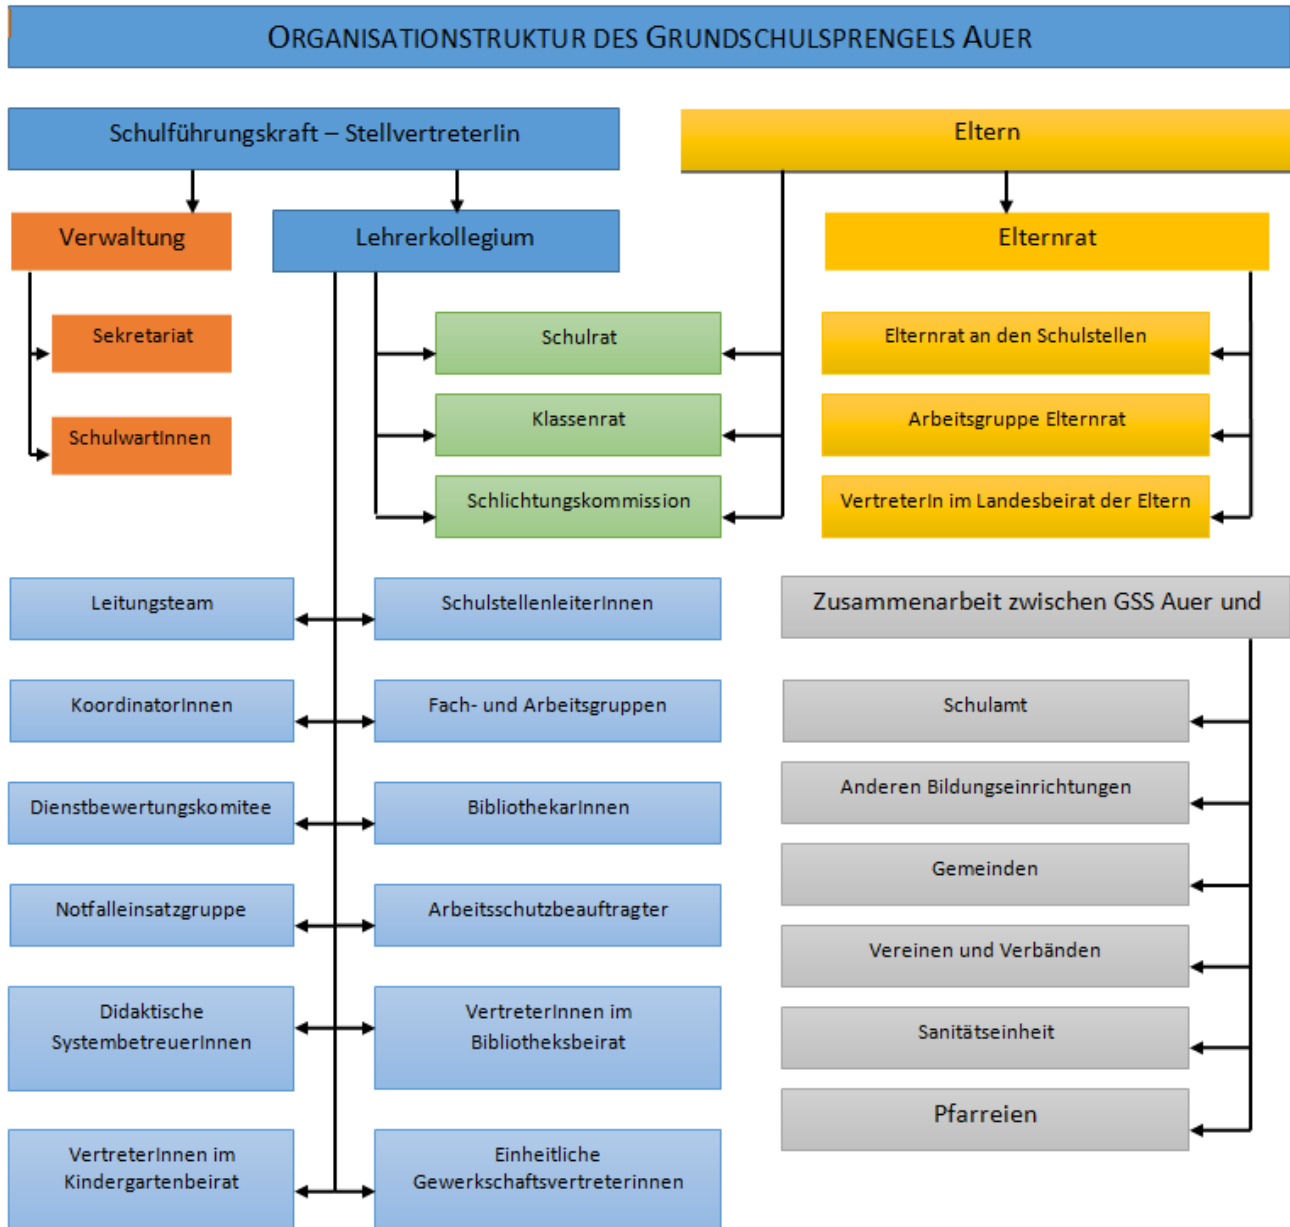 ORGANISATIONSTRUKTUR DES GRUNDSCHULSPRENGELS AUER
Schulführungskraft – StellvertreterIin
Eltern
Verwaltung
Lehrerkollegium
Elternrat
Sekretariat
Schulrat
Elternrat an den Schulstellen
SchulwartInnen
Klassenrat
Arbeitsgruppe Elternrat
Schlichtungskommission
VertreterIn im Landesbeirat der Eltern
Leitungsteam
SchulstellenleiterInnen
Zusammenarbeit zwischen GSS Auer und
KoordinatorInnen
Fach- und Arbeitsgruppen
Schulamt
Dienstbewertungskomitee
BibliothekarInnen
Anderen Bildungseinrichtungen
Gemeinden
Notfalleinsatzgruppe
Arbeitsschutzbeauftragter
Vereinen und Verbänden
Didaktische
SystembetreuerInnen
VertreterInnen im
Bibliotheksbeirat
Sanitätseinheit
Pfarreien
VertreterInnen im
Kindergartenbeirat
Einheitliche
Gewerkschaftsvertreterinnen